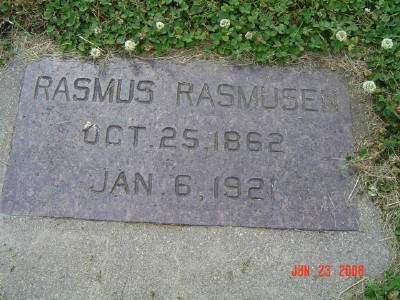 RASMUS RASMUSEN
OCT. 25, 1862
JAN. 6, 1921
JUN 23 2008